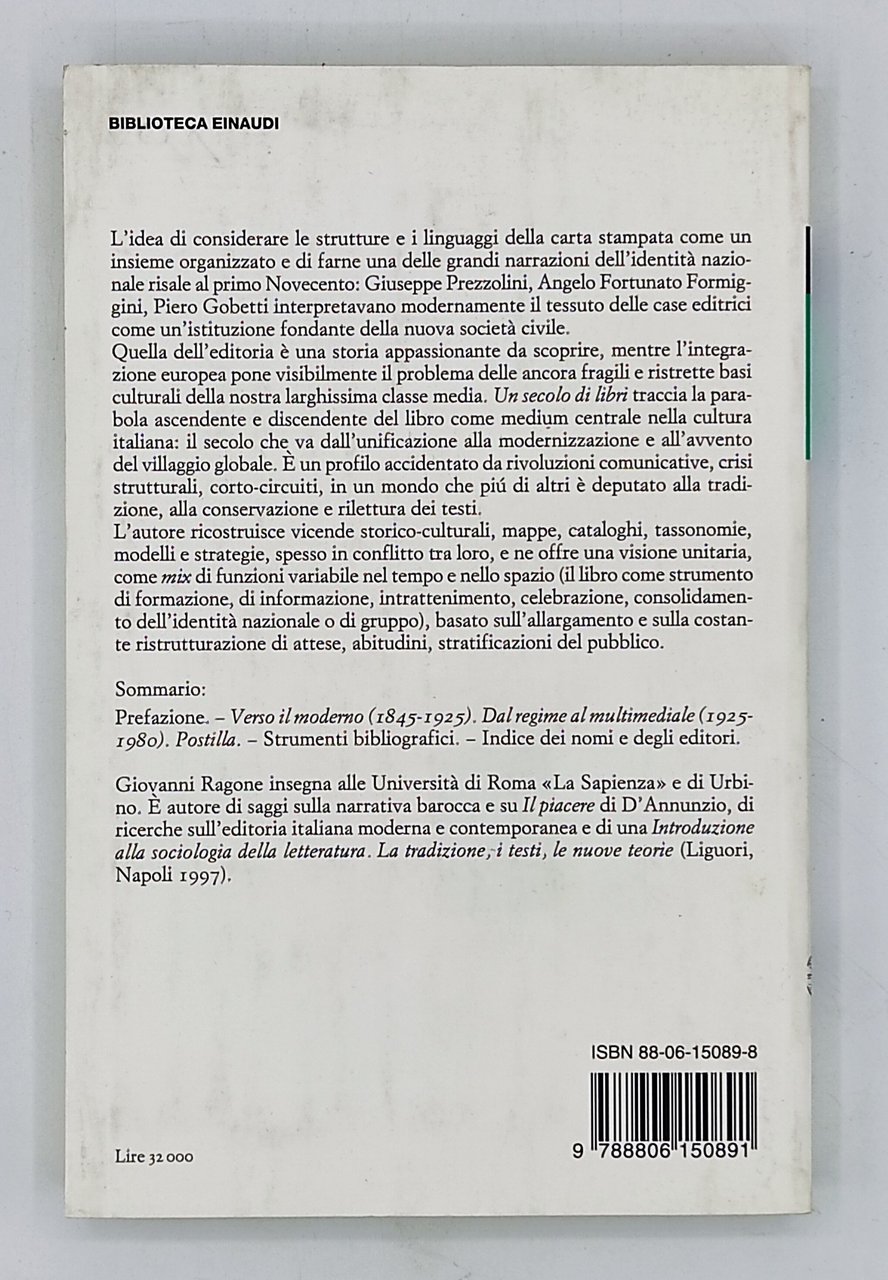 BIBLIOTECA EINAUDI
L'idea di considerare le strutture e i linguaggi della carta stampata come un
insieme organizzato e di farne una delle grandi narrazioni dell'identità nazio-
nale risale al primo Novecento: Giuseppe Prezzolini, Angelo Fortunato Formig-
gini, Piero Gobetti interpretavano modernamente il tessuto delle case editrici
come un'istituzione fondante della nuova società civile.
Quella dell'editoria è una storia appassionante da scoprire, mentre l'integra-
zione europea pone visibilmente il problema delle ancora fragili e ristrette basi
culturali della nostra larghissima classe media. Un secolo di libri traccia la para-
bola ascendente e discendente del libro come medium centrale nella cultura
italiana: il secolo che va dall'unificazione alla modernizzazione e all'avvento
del villaggio globale. È un profilo accidentato da rivoluzioni comunicative, crisi
strutturali, corto-circuiti, in un mondo che piú di altri è deputato alla tradi-
zione, alla conservazione e rilettura dei testi.
L'autore ricostruisce vicende storico-culturali, mappe, cataloghi, tassonomie,
modelli e strategie, spesso in conflitto tra loro, e ne offre una visione unitaria,
come mix di funzioni variabile nel tempo e nello spazio (il libro come strumento
di formazione, di informazione, intrattenimento, celebrazione, consolidamen-
to dell'identità nazionale o di gruppo), basato sull'allargamento e sulla costan-
te ristrutturazione di attese, abitudini, stratificazioni del pubblico.
Sommario:
Prefazione. – Verso il moderno (1845-1925). Dal regime al multimediale (1925-
1980). Postilla. – Strumenti bibliografici. – Indice dei nomi e degli editori.
Giovanni Ragone insegna alle Università di Roma «La Sapienza» e di Urbi-
no. È autore di saggi sulla narrativa barocca e su Il piacere di D'Annunzio, di
ricerche sull'editoria italiana moderna e contemporanea e di una Introduzione
alla sociologia della letteratura. La tradizione, i testi, le nuove teorie (Liguori,
Napoli 1997).
ISBN 88-06-15089-8
9 788806 150891
Lire 32 000